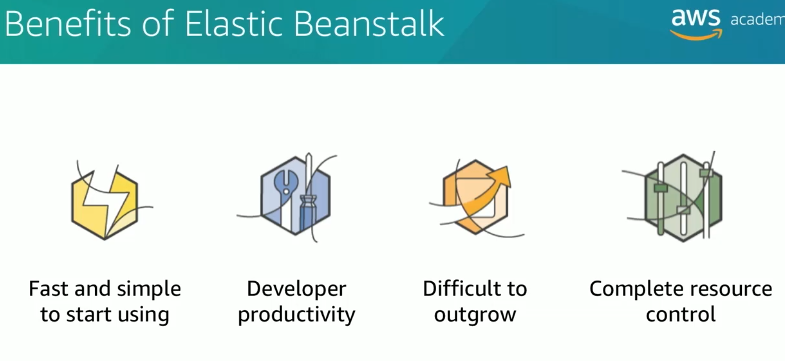 Benefits of Elastic Beanstalk
aws academ
Fast and simple
to start using
Developer
productivity
Difficult to
outgrow
Complete resource
control